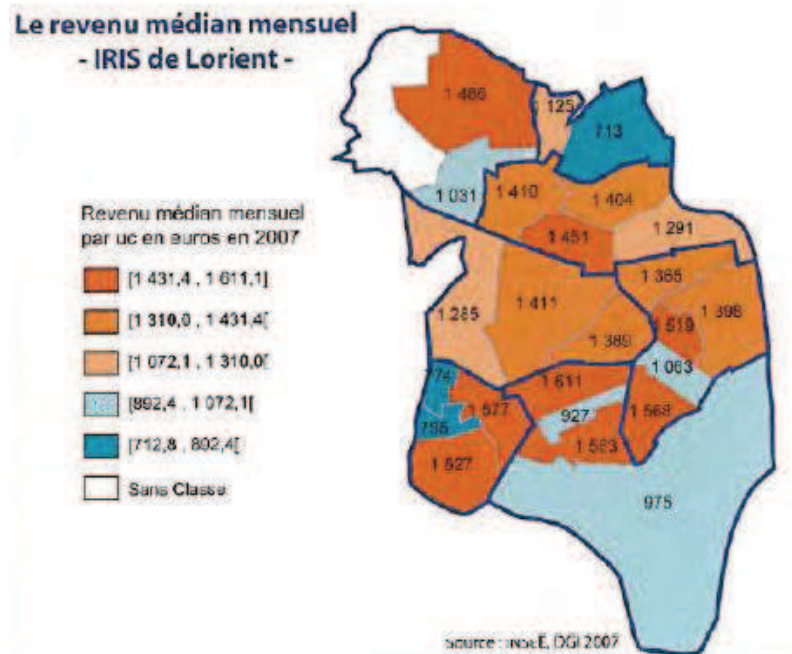 Le revenu médian mensuel
- IRIS de Lorient -
1 486
125
713
1 031
1 410
1 404
1 451
1 291
Revenu médian mensuel
par uc en euros en 2007
[1 431,4 , 1 611,1]
[1 310,0 , 1 431,4[
[1 072,1 , 1 310,0[
[892,4 , 1 072,1[
[712,8 , 892,4[
Sans Classe
1 285
1 411
1 365
1 398
1 389
1 519
1 063
774
1 577
1 611
927
1 568
795
1 563
1 527
975
Source : INSEE, DGI 2007